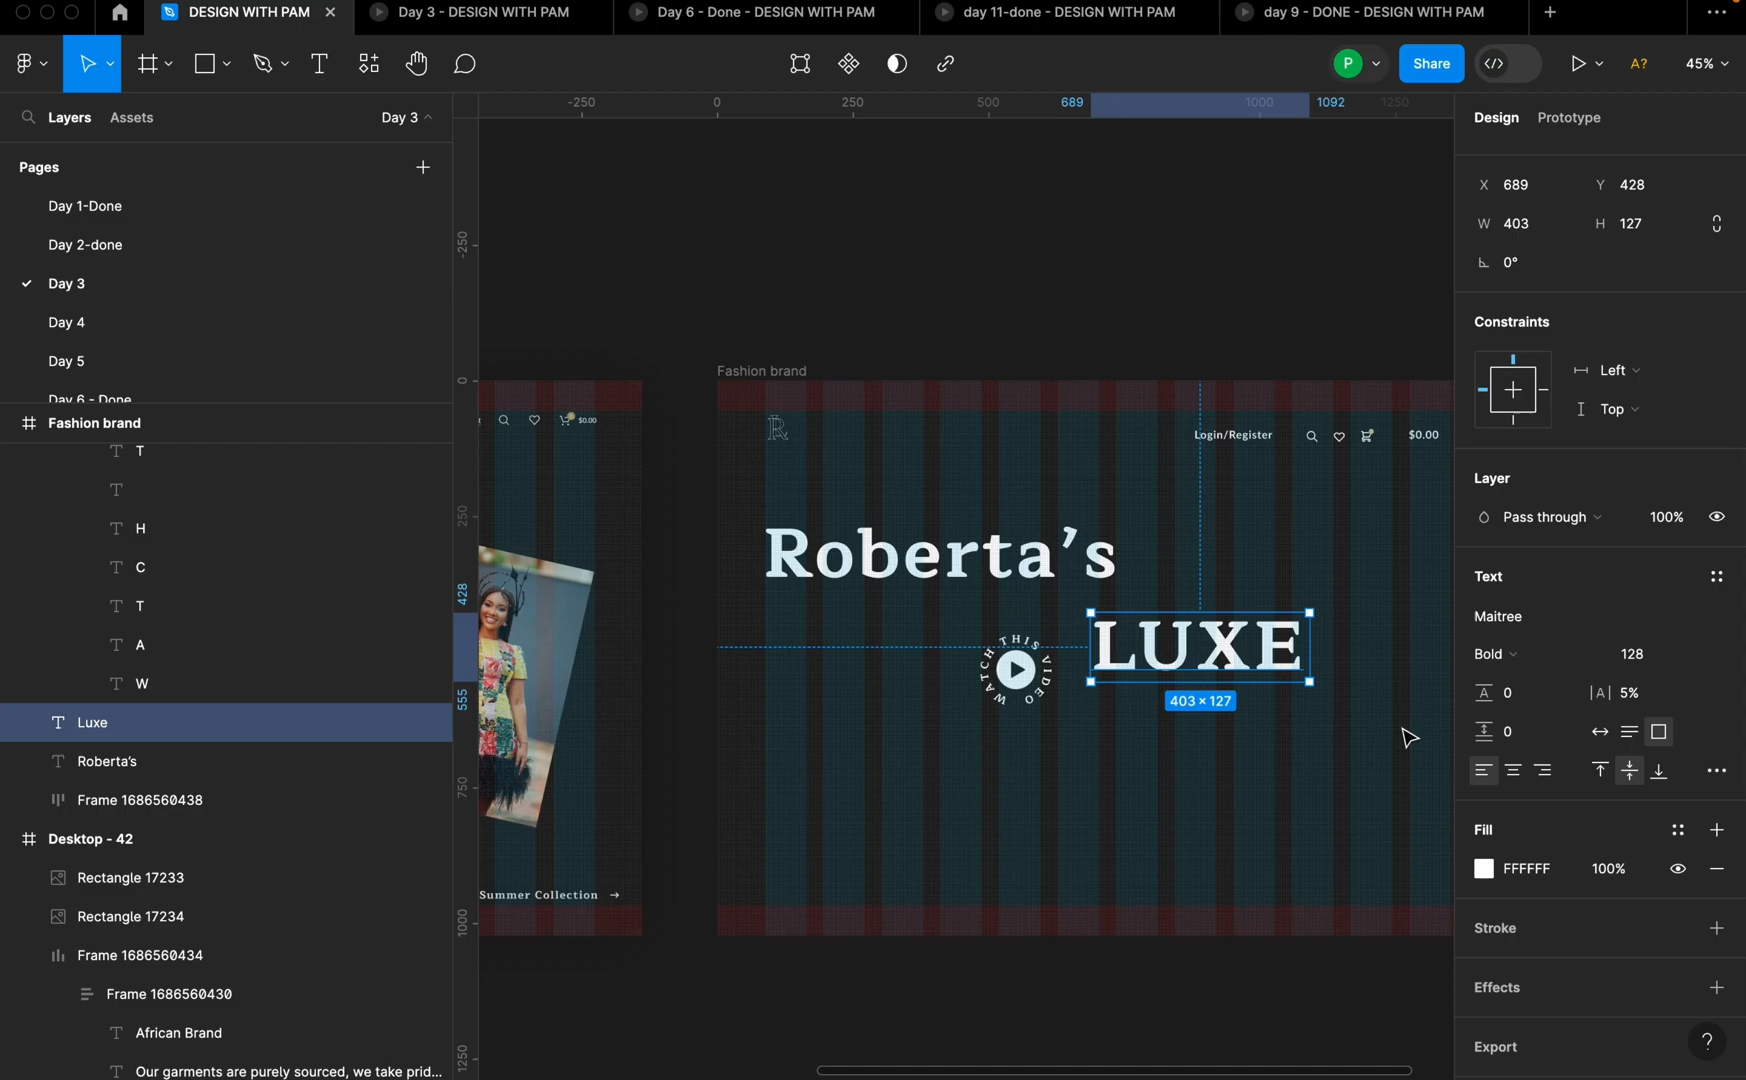 DESIGN WITH PAM
Day 3 - DESIGN WITH PAM
Day 6 - Done - DESIGN WITH PAM
day 11-done - DESIGN WITH PAM
day 9 - DONE - DESIGN WITH PAM
P
Share
A?
45%
Layers
Assets
Day 3
Pages
Day 1-Done
Day 2-done
Day 3
Day 4
Day 5
Day 6 - Done
Fashion brand
T
H
C
T
A
W
Luxe
Roberta's
Frame 1686560438
Desktop - 42
Rectangle 17233
Rectangle 17234
Frame 1686560434
Frame 1686560430
African Brand
Our garments are purely sourced, we take prid...
-250
0
250
500
689
1000
1092
1250
-250
0
250
428
555
750
1000
1250
Fashion brand
$0.00
R
Login/Register
$0.00
Roberta’s
LUXE
WATCH THIS VIDEO
403 × 127
Summer Collection →
Design
Prototype
X 689
Y 428
W 403
H 127
0°
Constraints
Left
Top
Layer
Pass through
100%
Text
Maitree
Bold
128
A 0
|A| 5%
0
Fill
FFFFFF
100%
Stroke
Effects
Export
?